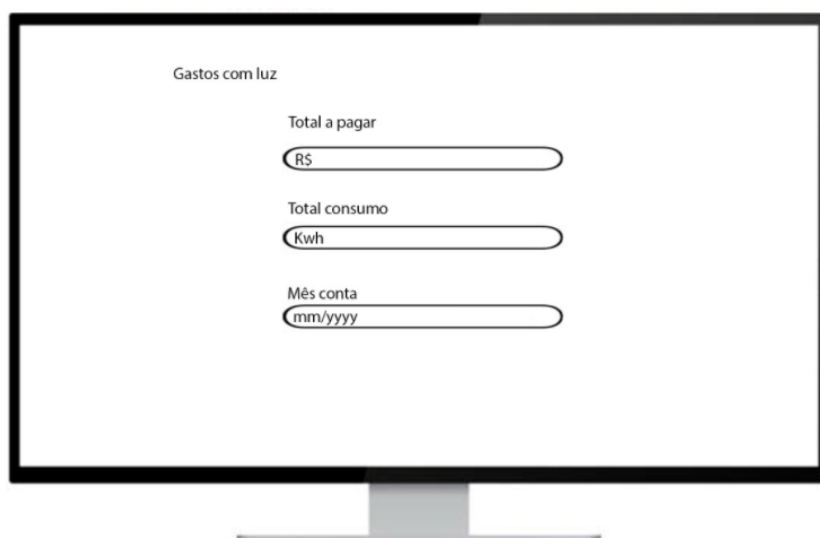 Gastos com luz
Total a pagar
R$
Total consumo
Kwh
Mês conta
mm/yyyy